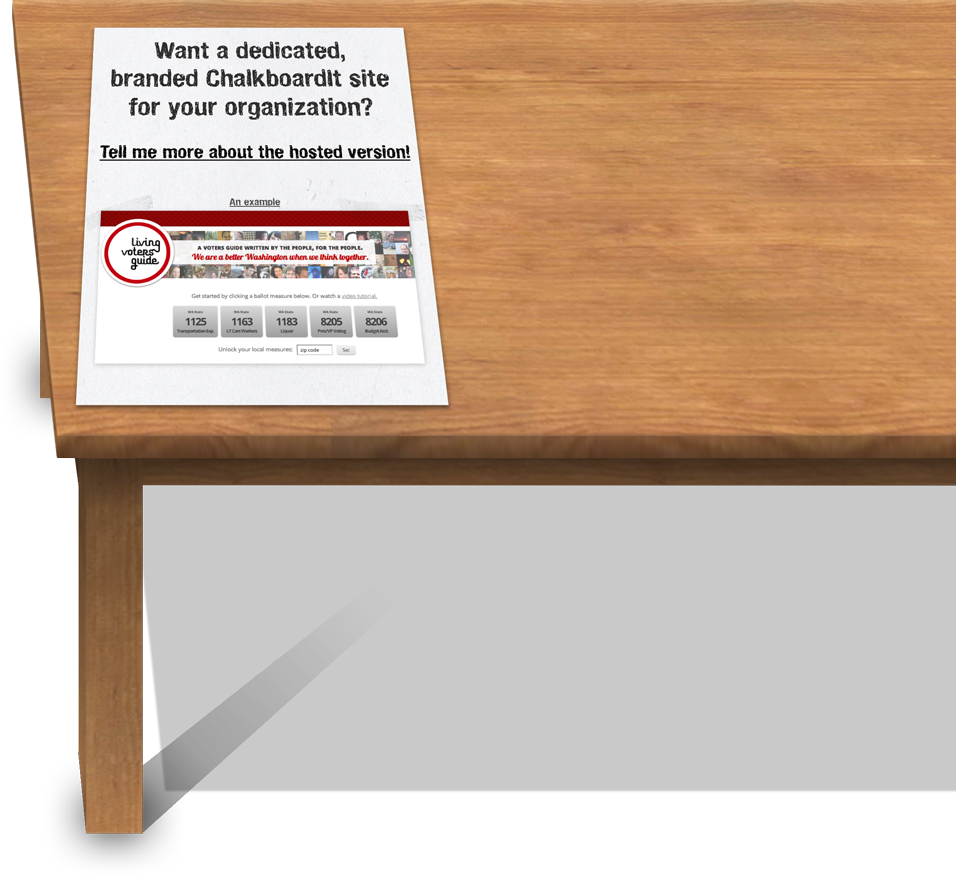 Want a dedicated,
branded ChalkboardIt site
for your organization?
Tell me more about the hosted version!
An example
living
voters
guide
A VOTERS GUIDE WRITTEN BY THE PEOPLE, FOR THE PEOPLE.
We are a better Washington when we think together.
Get started by clicking a ballot measure below. Or watch a video tutorial.
WA State WA State WA State WA State WA State
1125 1163 1183 8205 8206
Transportation Exp. LT Care Workers Liquor Pres/VP Voting Budget Acct.
Unlock your local measures: zip code Set